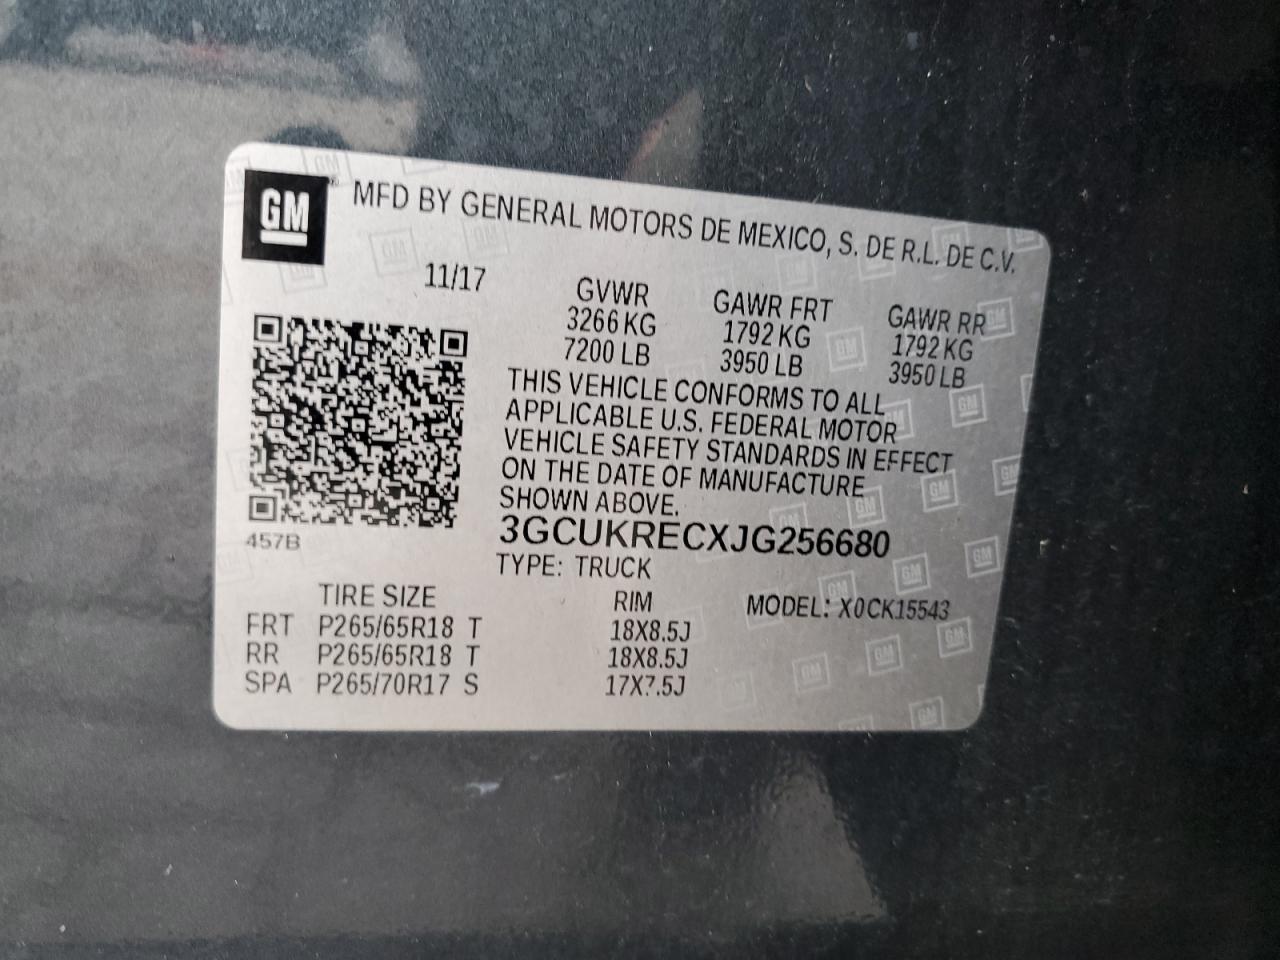 GM MFD BY GENERAL MOTORS DE MEXICO, S. DE R.L. DE C.V.
11/17
GVWR GAWR FRT GAWR RR
3266 KG 1792 KG 1792 KG
7200 LB 3950 LB 3950 LB
THIS VEHICLE CONFORMS TO ALL
APPLICABLE U.S. FEDERAL MOTOR
VEHICLE SAFETY STANDARDS IN EFFECT
ON THE DATE OF MANUFACTURE
SHOWN ABOVE.
457B
3GCUKRECXJG256680
TYPE: TRUCK
TIRE SIZE RIM MODEL: X0CK15543
FRT P265/65R18 T 18X8.5J
RR P265/65R18 T 18X8.5J
SPA P265/70R17 S 17X7.5J